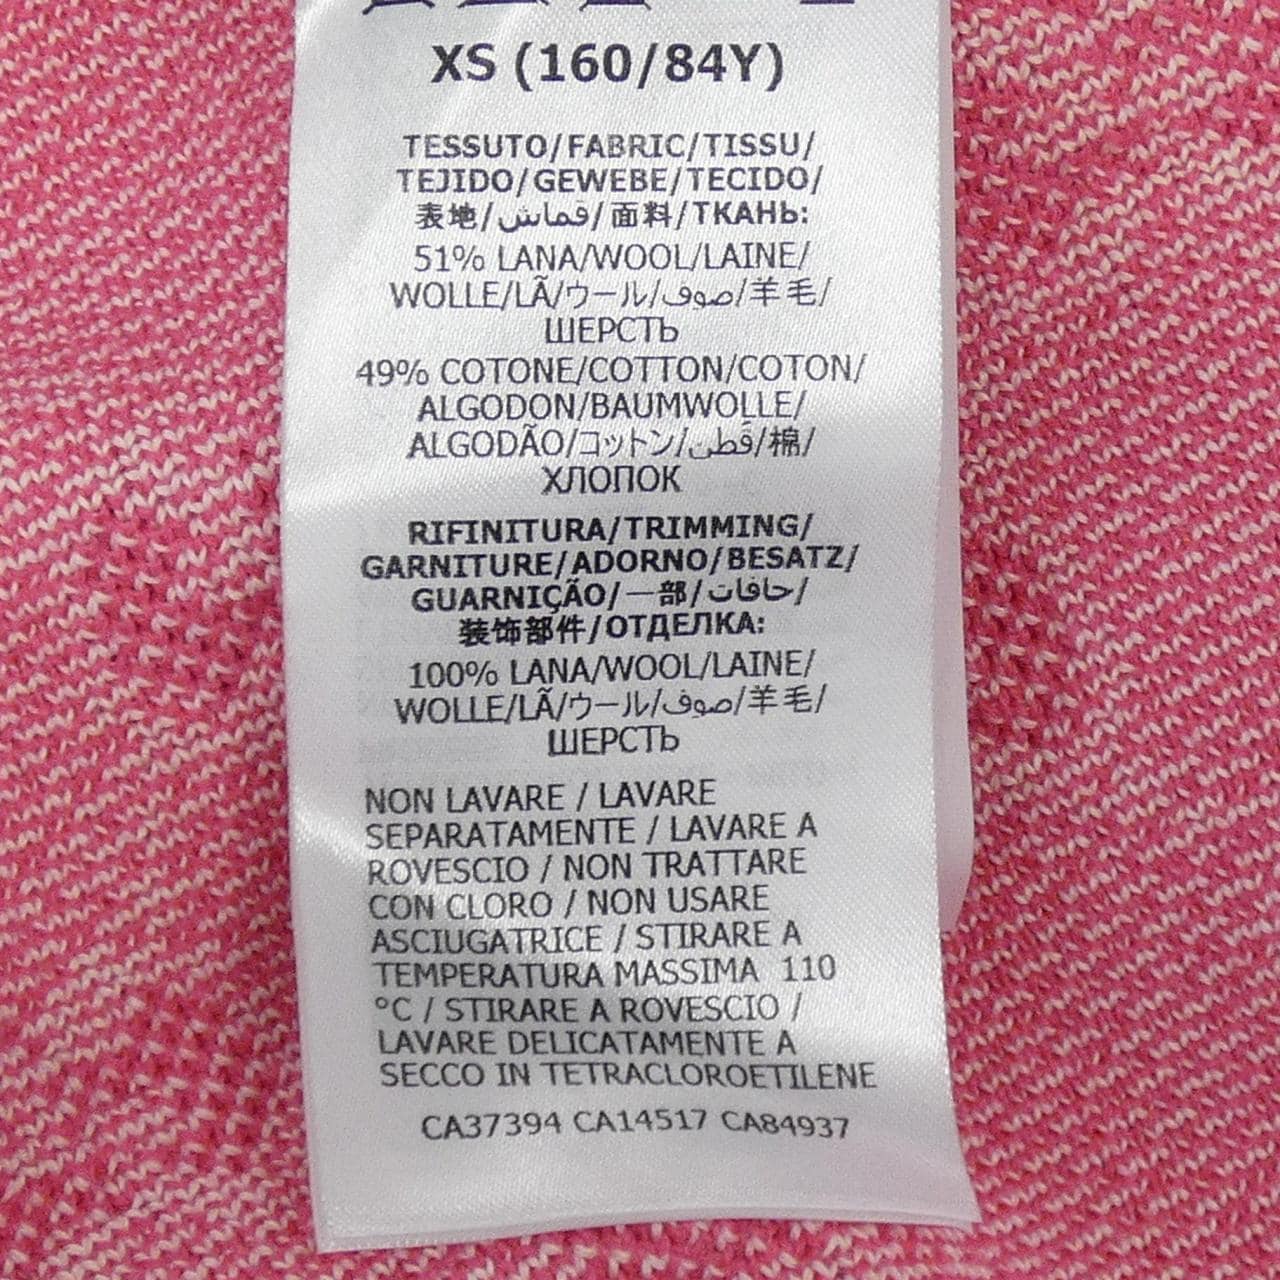 XS (160/84Y)
TESSUTO/FABRIC/TISSU/
TEJIDO/GEWEBE/TECIDO/
表地/قماش/面料/ТКАНЬ:
51% LANA/WOOL/LAINE/
WOLLE/LÃ/ウール/صوف/羊毛/
ШЕРСТЬ
49% COTONE/COTTON/COTON/
ALGODON/BAUMWOLLE/
ALGODÃO/コットン/قطن/棉/
ХЛОПОК
RIFINITURA/TRIMMING/
GARNITURE/ADORNO/BESATZ/
GUARNIÇÃO/一部/حافات/
装饰部件/ОТДЕЛКА:
100% LANA/WOOL/LAINE/
WOLLE/LÃ/ウール/صوف/羊毛/
ШЕРСТЬ
NON LAVARE / LAVARE
SEPARATAMENTE / LAVARE A
ROVESCIO / NON TRATTARE
CON CLORO / NON USARE
ASCIUGATRICE / STIRARE A
TEMPERATURA MASSIMA 110
°C / STIRARE A ROVESCIO /
LAVARE DELICATAMENTE A
SECCO IN TETRACLOROETILENE
CA37394 CA14517 CA84937